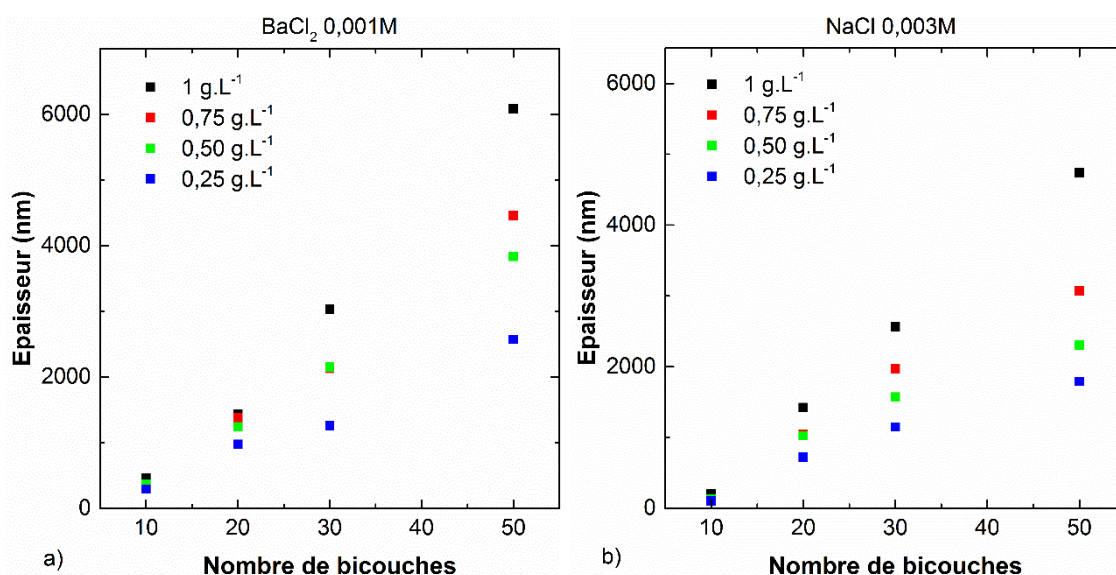 BaCl₂ 0,001M
1 g.L⁻¹
0,75 g.L⁻¹
0,50 g.L⁻¹
0,25 g.L⁻¹
6000
4000
2000
0
10 20 30 40 50
Epaisseur (nm)
Nombre de bicouches
a)
NaCl 0,003M
1 g.L⁻¹
0,75 g.L⁻¹
0,50 g.L⁻¹
0,25 g.L⁻¹
6000
4000
2000
0
10 20 30 40 50
Epaisseur (nm)
Nombre de bicouches
b)